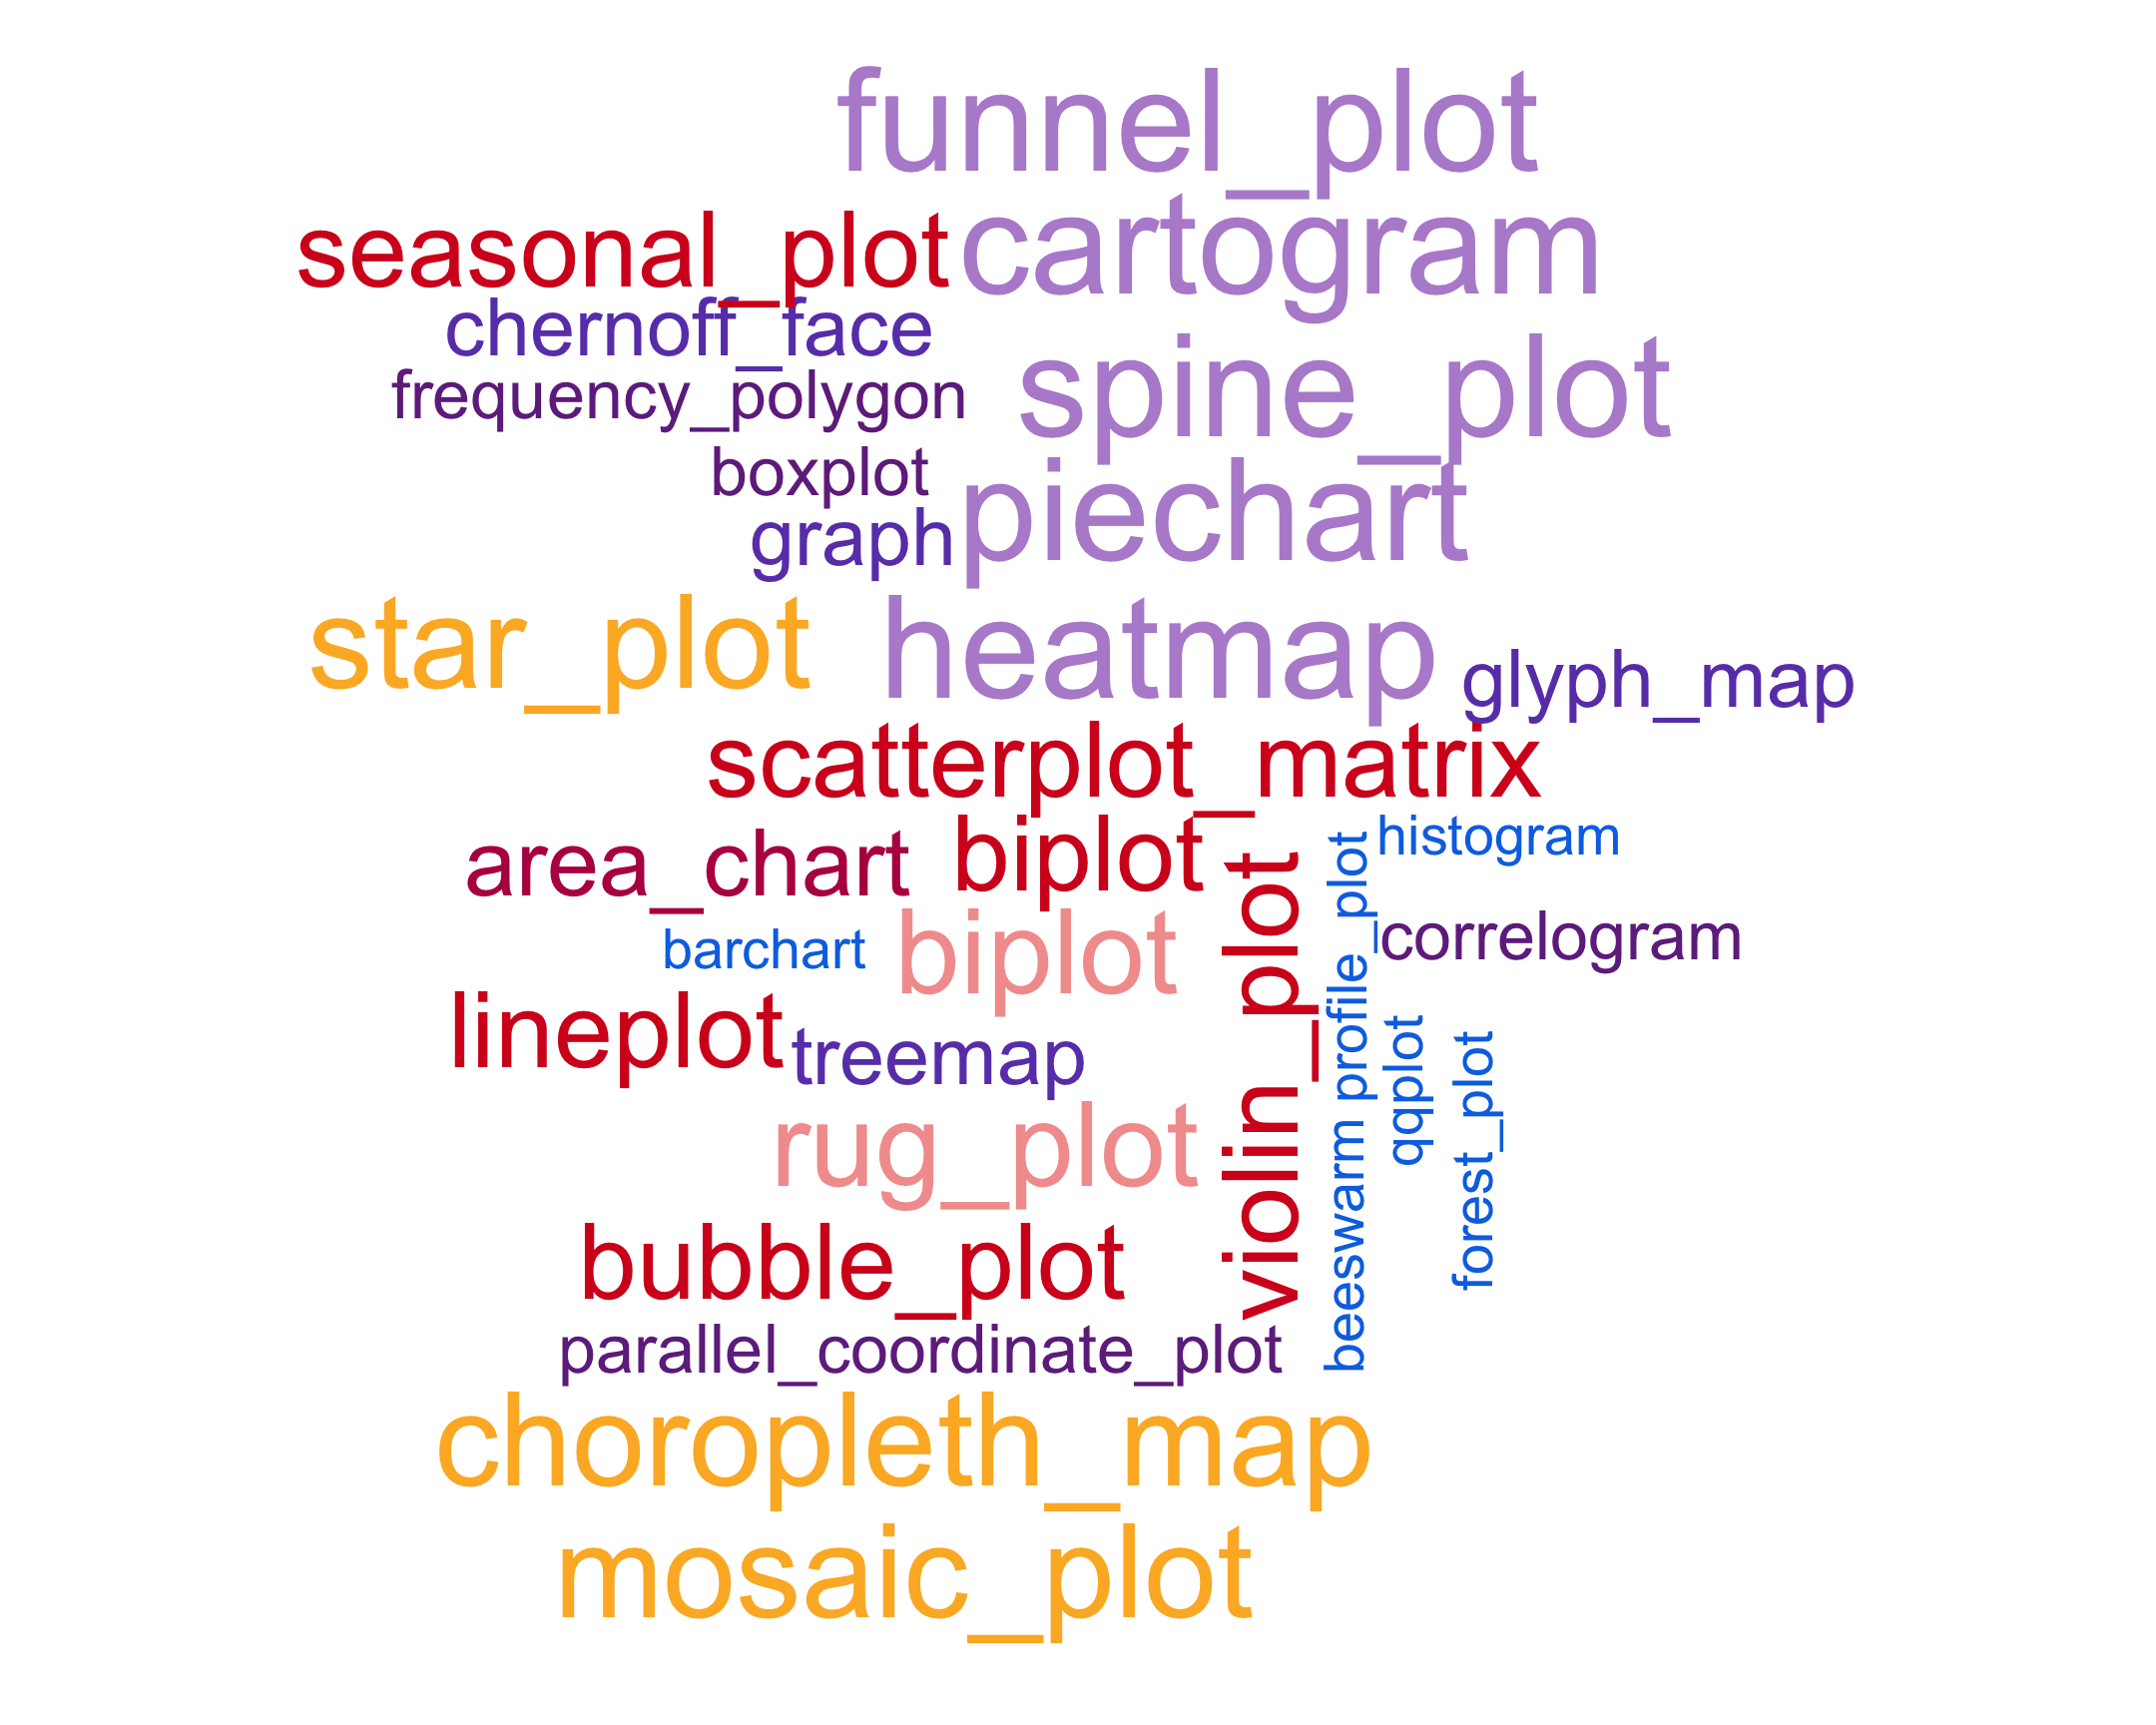 funnel_plot
seasonal_plot
cartogram
chernoff_face
frequency_polygon
spine_plot
boxplot
piechart
graph
star_plot
heatmap
glyph_map
scatterplot_matrix
histogram
area_chart
biplot
barchart
biplot
correlogram
violin_plot
profile_plot
lineplot
treemap
qqplot
forest_plot
rug_plot
beeswarm
bubble_plot
parallel_coordinate_plot
choropleth_map
mosaic_plot